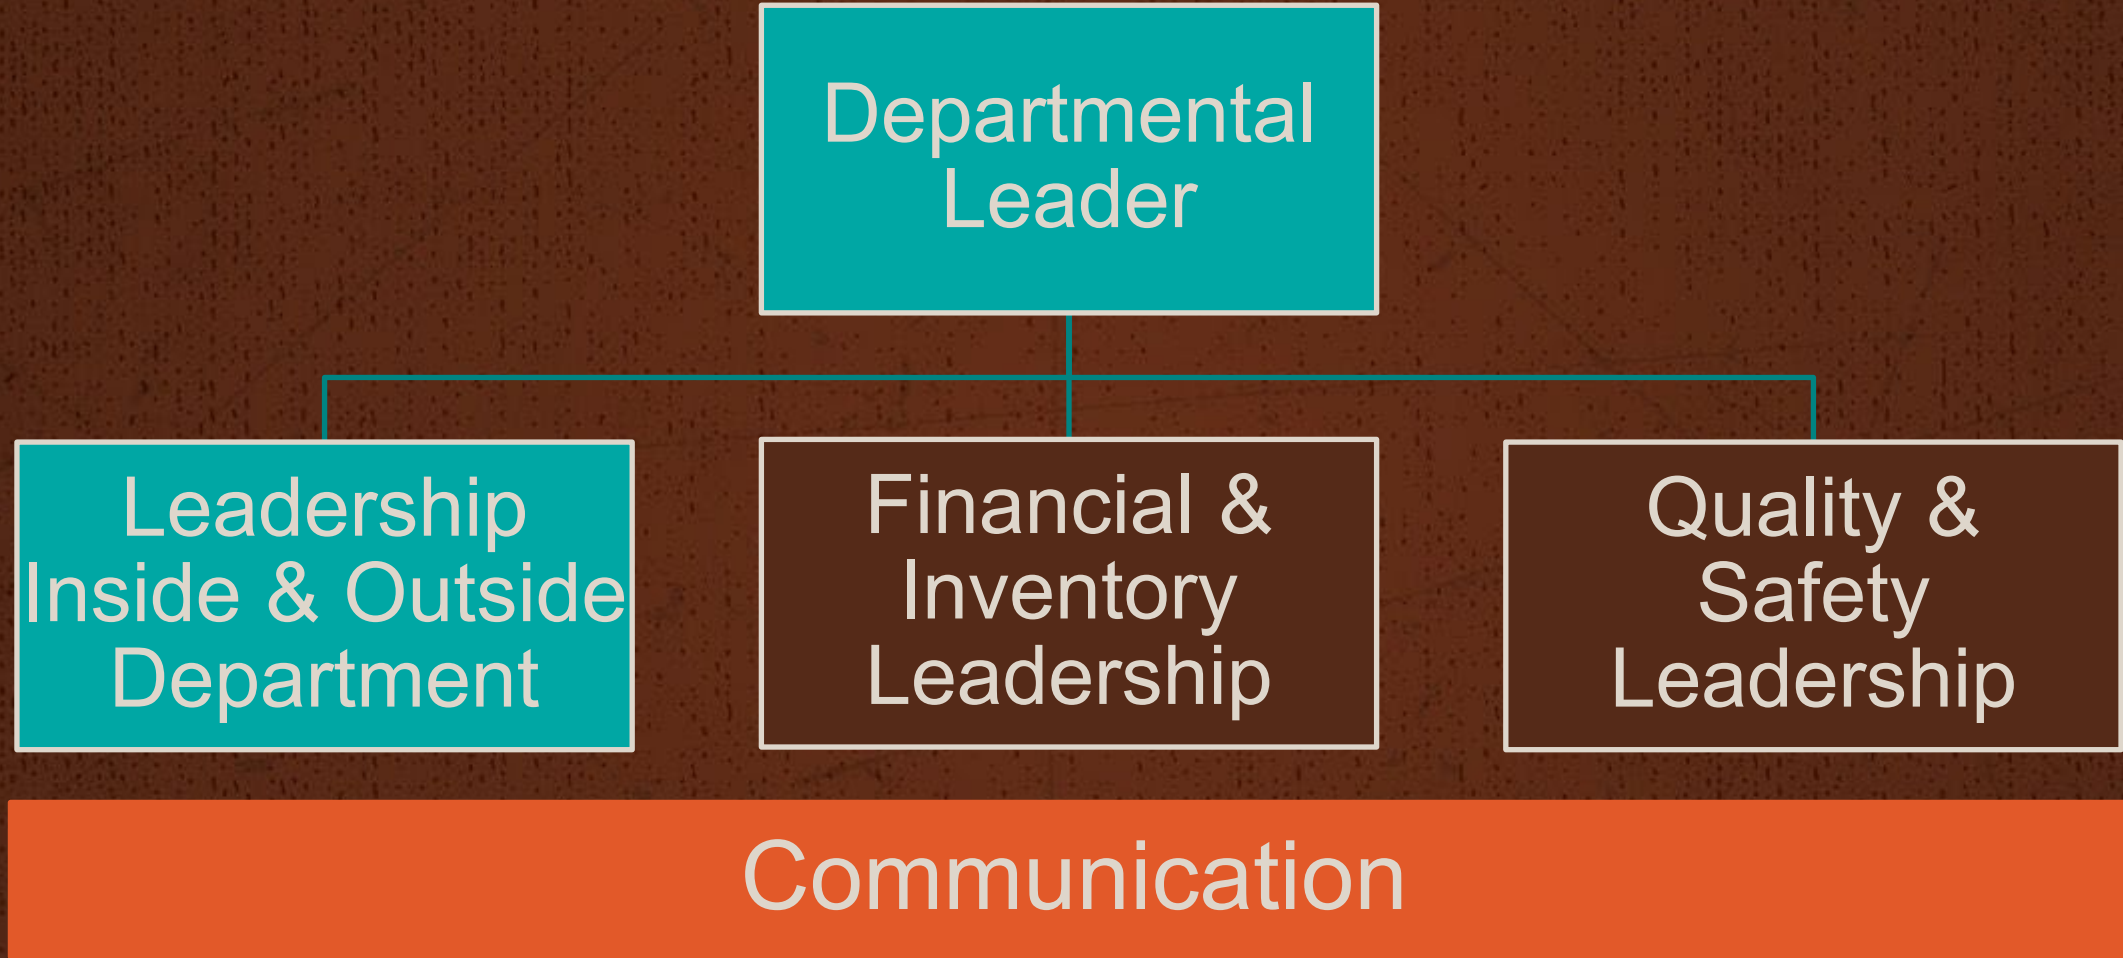 Departmental
Leader
Leadership
Inside & Outside
Department
Financial &
Inventory
Leadership
Quality &
Safety
Leadership
Communication